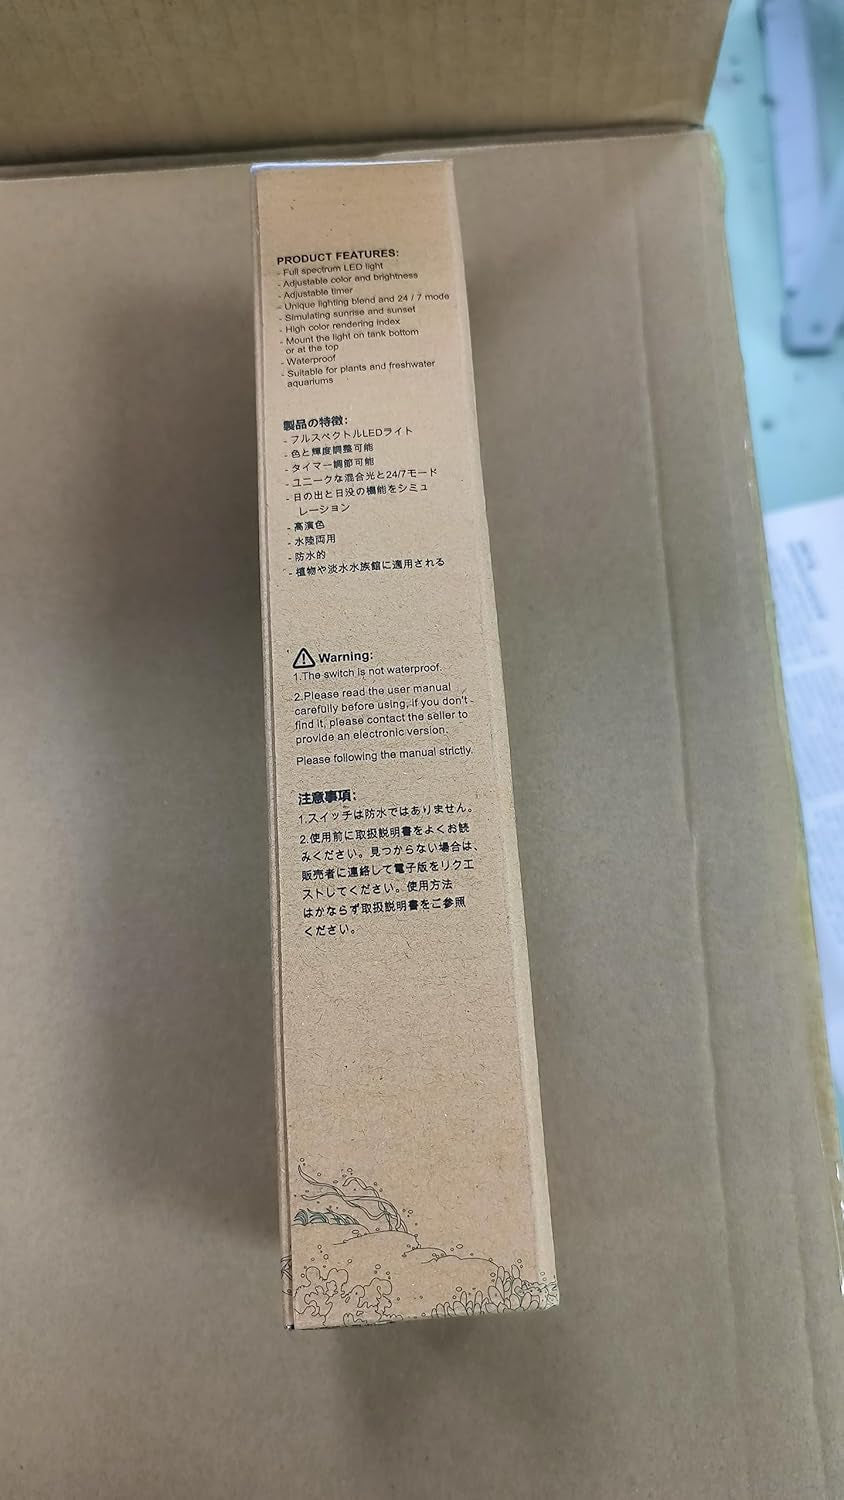 PRODUCT FEATURES:
- Full spectrum LED light
- Adjustable color and brightness
- Adjustable timer
- Unique lighting blend and 24 / 7 mode
- Simulating sunrise and sunset
- High color rendering index
- Mount the light on tank bottom
or at the top
- Waterproof
- Suitable for plants and freshwater
aquariums
製品の特徴:
- フルスペクトルLEDライト
- 色と輝度調整可能
- タイマー調節可能
- ユニークな混合光と24/7モード
- 日の出と日没の機能をシミュ
レーション
- 高演色
- 水陸両用
- 防水的
- 植物や淡水水族館に適用される
Warning:
1.The switch is not waterproof.
2.Please read the user manual
carefully before using, if you don't
find it, please contact the seller to
provide an electronic version.
Please following the manual strictly.
注意事項:
1.スイッチは防水ではありません。
2.使用前に取扱説明書をよくお読
みください。見つからない場合は、
販売者に連絡して電子版をリクエ
ストしてください。使用方法
はかならず取扱説明書をご参照
ください。